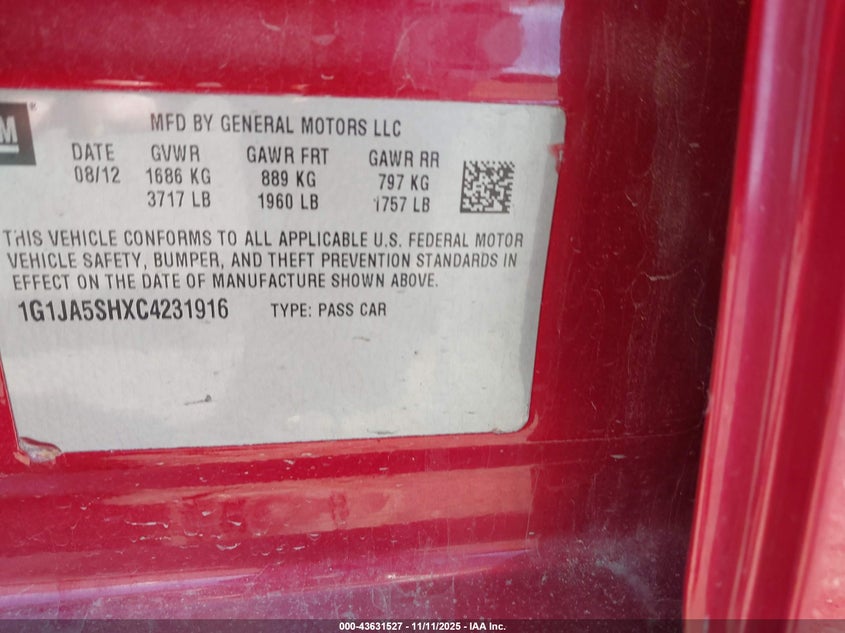 M®
MFD BY GENERAL MOTORS LLC
DATE GVWR GAWR FRT GAWR RR
08/12 1686 KG 889 KG 797 KG
3717 LB 1960 LB 1757 LB
THIS VEHICLE CONFORMS TO ALL APPLICABLE U.S. FEDERAL MOTOR
VEHICLE SAFETY, BUMPER, AND THEFT PREVENTION STANDARDS IN
EFFECT ON THE DATE OF MANUFACTURE SHOWN ABOVE.
1G1JA5SHXC4231916 TYPE: PASS CAR
000-43631527 - 11/11/2025 - IAA Inc.